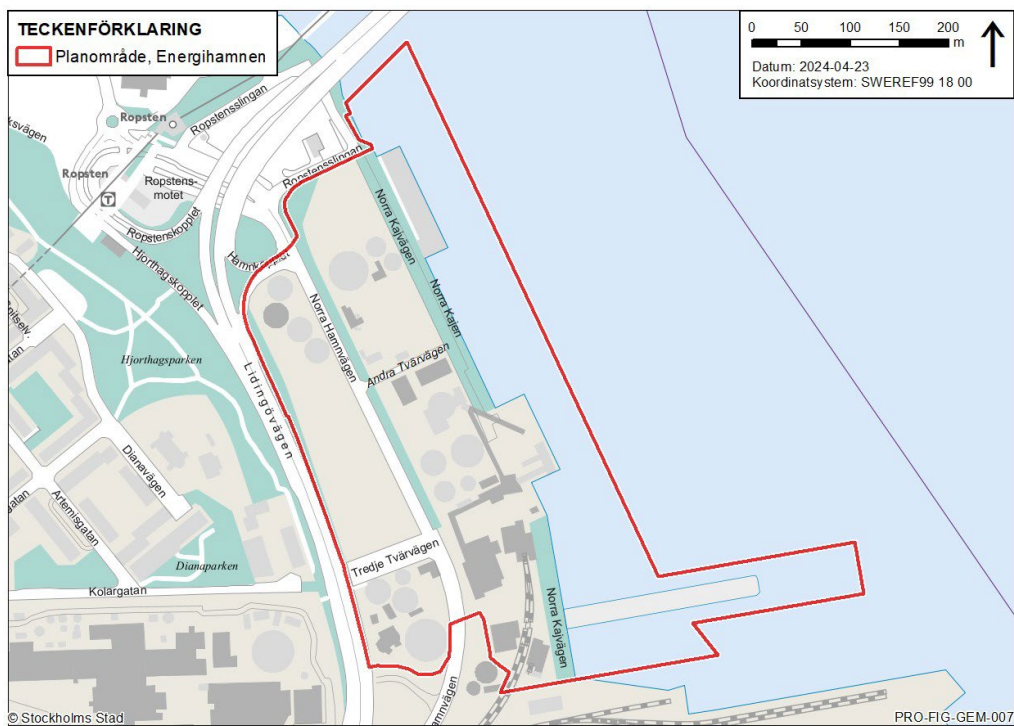 TECKENFÖRKLARING
Planområde, Energihamnen
0 50 100 150 200
m
Datum: 2024-04-23
Koordinatsystem: SWEREF99 18 00
Ropsten
Ropstensslingan
Ropsten
Ropstens-
motet
Ropstensslingan
Ropstenskopplet
Hjorthagskopplet
Norra Kajvägen
Norra Kajen
Norra Hamnvägen
Andra Tvärvägen
Hjorthagsparken
Lidingövägen
Dianavägen
Artemisgatan
Dianaparken
Kolargatan
Tredje Tvärvägen
Norra Kajvägen
© Stockholms Stad
PRO-FIG-GEM-007